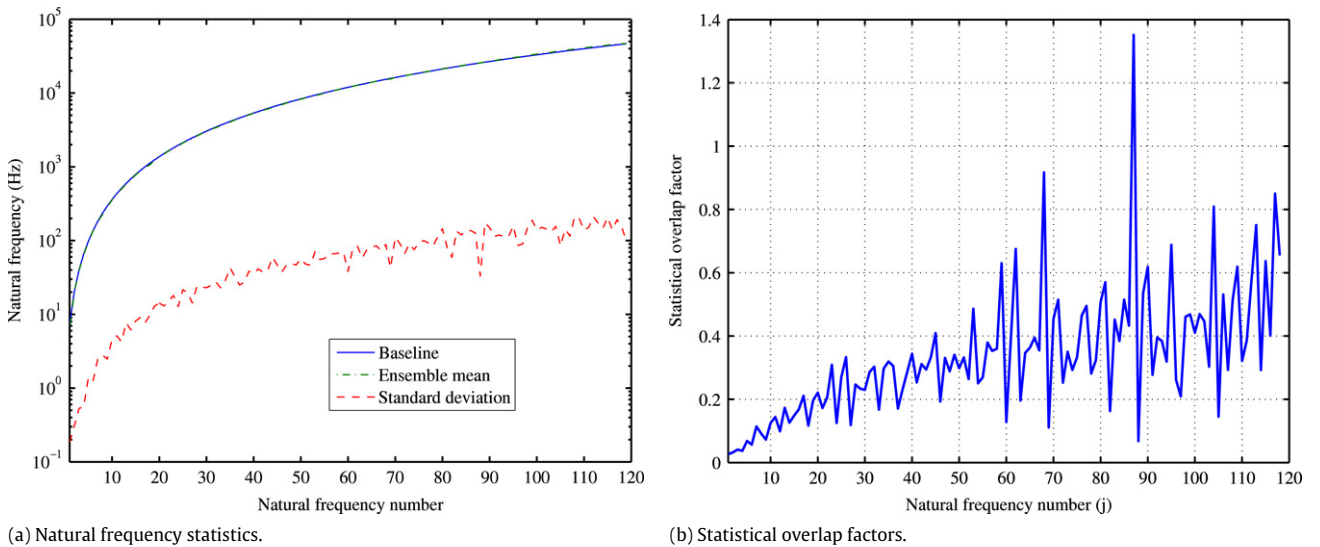 10^5
10^4
10^3
10^2
10^1
10^0
10^−1
Natural frequency (Hz)
Baseline
Ensemble mean
Standard deviation
10 20 30 40 50 60 70 80 90 100 110 120
Natural frequency number
(a) Natural frequency statistics.
1.4
1.2
1
0.8
0.6
0.4
0.2
0
Statistical overlap factor
10 20 30 40 50 60 70 80 90 100 110 120
Natural frequency number (j)
(b) Statistical overlap factors.